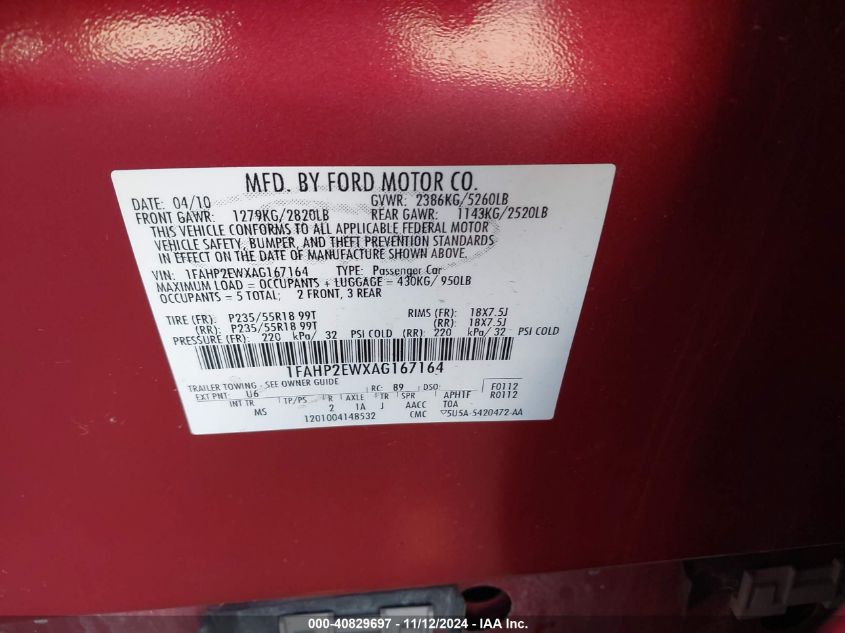 MFD. BY FORD MOTOR CO.
DATE: 04/10 GVWR: 2386KG/5260LB
FRONT GAWR: 1279KG/2820LB REAR GAWR: 1143KG/2520LB
THIS VEHICLE CONFORMS TO ALL APPLICABLE FEDERAL MOTOR
VEHICLE SAFETY, BUMPER, AND THEFT PREVENTION STANDARDS
IN EFFECT ON THE DATE OF MANUFACTURE SHOWN ABOVE.
VIN: 1FAHP2EWXAG167164 TYPE: Passenger Car
MAXIMUM LOAD = OCCUPANTS + LUGGAGE = 430KG/ 950LB
OCCUPANTS = 5 TOTAL; 2 FRONT, 3 REAR
TIRE (FR): P235/55R18 99T RIMS (FR): 18X7.5J
(RR): P235/55R18 99T (RR): 18X7.5J
PRESSURE (FR): 220 kPa/ 32 PSI COLD (RR): 220 kPa/ 32 PSI COLD
1FAHP2EWXAG167164
TRAILER TOWING - SEE OWNER GUIDE
EXT PNT: U6 RC: 89 DSO: F0112
INT TR TP/PS R AXLE TR SPR APH1F R0112
MS 2 1A J AACC TOA
1201004148532 CMC 5U5A-5420472-AA
000-40829697 - 11/12/2024 - IAA Inc.